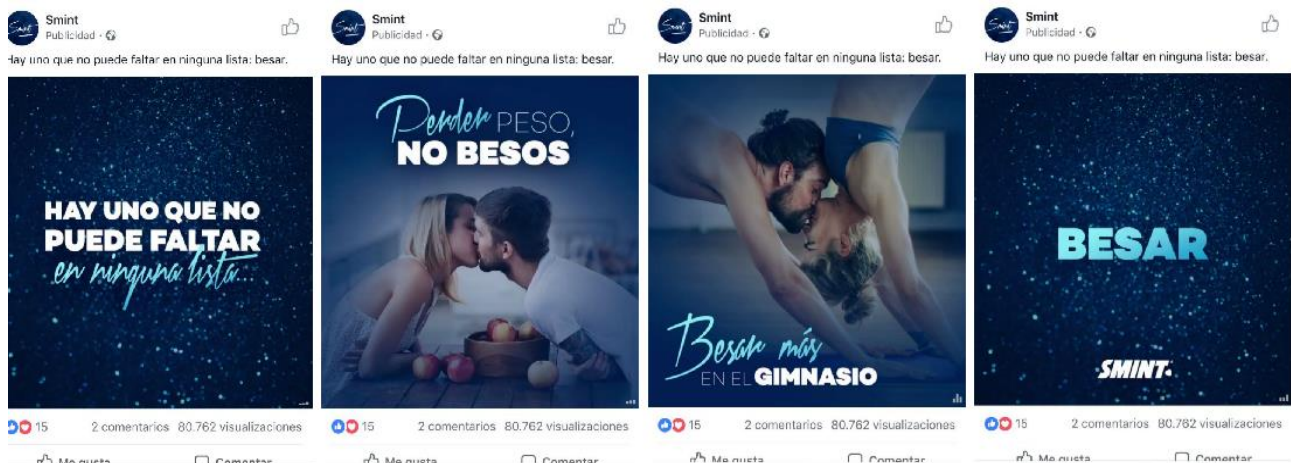 Smint
Publicidad ·
Hay uno que no puede faltar en ninguna lista: besar.
HAY UNO QUE NO
PUEDE FALTAR
en ninguna lista...
15 2 comentarios 80.762 visualizaciones
Me gusta Comentar
Smint
Publicidad ·
Hay uno que no puede faltar en ninguna lista: besar.
Perder PESO,
NO BESOS
15 2 comentarios 80.762 visualizaciones
Me gusta Comentar
Smint
Publicidad ·
Hay uno que no puede faltar en ninguna lista: besar.
Besar más
EN EL GIMNASIO
15 2 comentarios 80.762 visualizaciones
Me gusta Comentar
Smint
Publicidad ·
Hay uno que no puede faltar en ninguna lista: besar.
BESAR
SMINT.
15 2 comentarios 80.762 visualizaciones
Me gusta Comentar